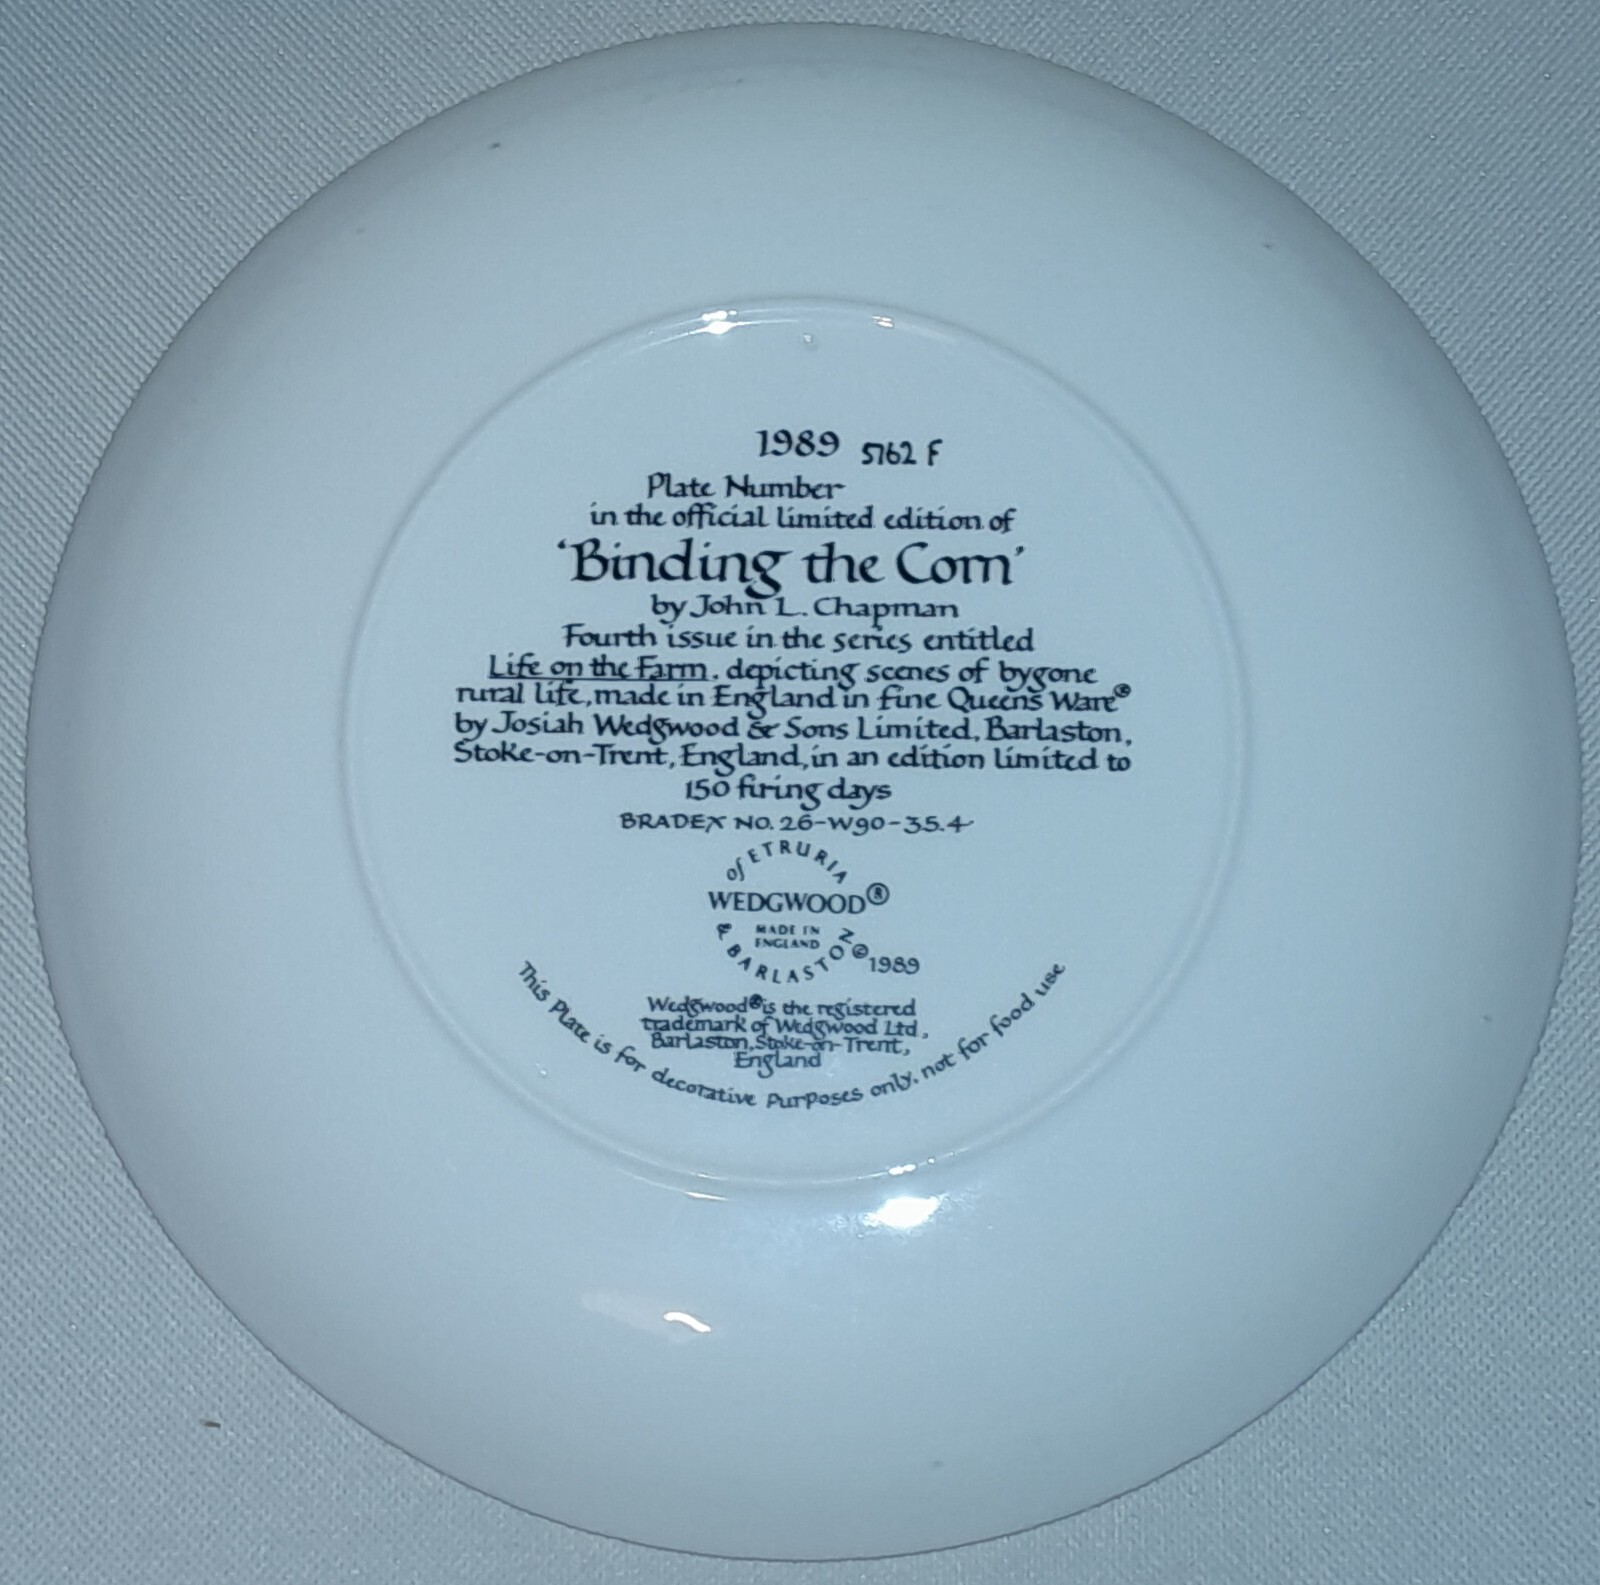 1989 5762 F
Plate Number
in the official limited edition of
'Binding the Corn'
by John L. Chapman
Fourth issue in the series entitled
Life on the Farm, depicting scenes of bygone
rural life, made in England in fine Queen's Ware®
by Josiah Wedgwood & Sons Limited, Barlaston,
Stoke-on-Trent, England, in an edition limited to
150 firing days
BRADEX NO. 26-W90-35.4
of ETRURIA
WEDGWOOD®
MADE IN
ENGLAND
& BARLASTON © 1989
Wedgwood® is the registered
trademark of Wedgwood Ltd,
Barlaston, Stoke-on-Trent,
England
This Plate is for decorative Purposes only, not for food use